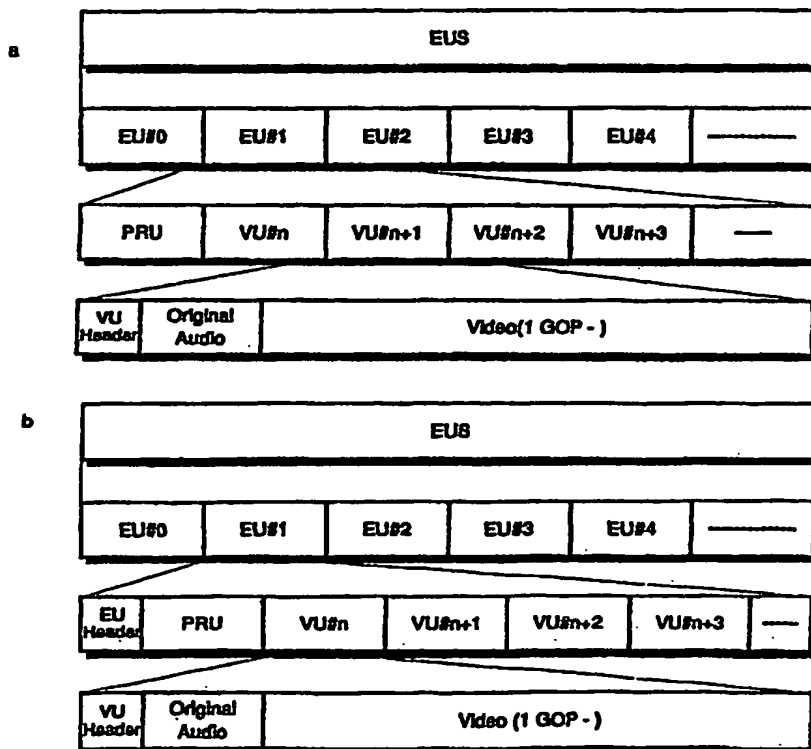 a
EUS
EU#0 EU#1 EU#2 EU#3 EU#4
PRU VU#n VU#n+1 VU#n+2 VU#n+3
VU Header Original Audio Video(1 GOP - )
b
EUS
EU#0 EU#1 EU#2 EU#3 EU#4
EU Header PRU VU#n VU#n+1 VU#n+2 VU#n+3
VU Header Original Audio Video (1 GOP - )